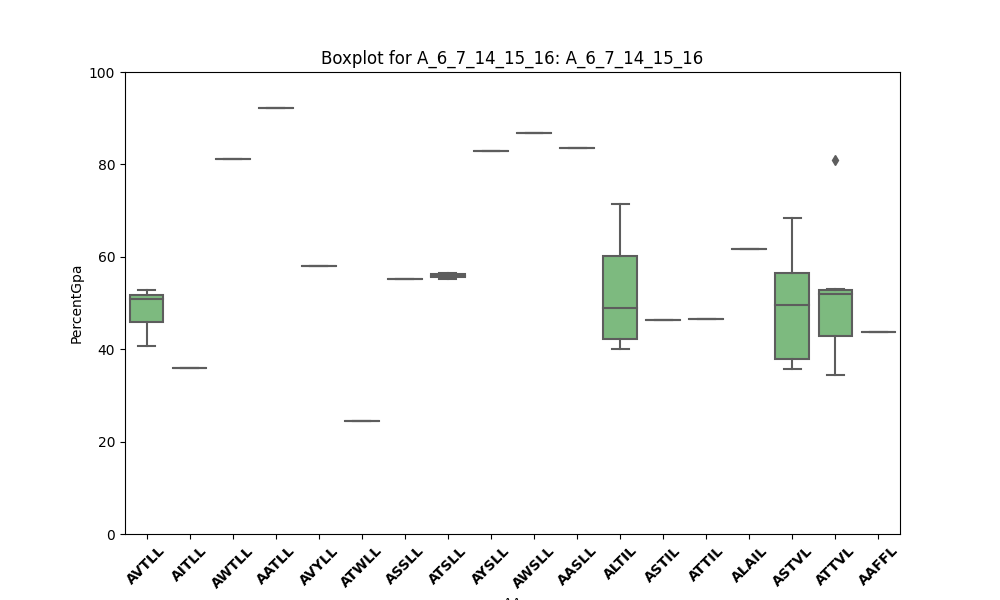 Boxplot for A_6_7_14_15_16: A_6_7_14_15_16
PercentGpa
100
80
60
40
20
0
AVTLL
AITLL
AWTLL
AATLL
AVYLL
ATWLL
ASSLL
ATSLL
AYSLL
AWSLL
AASLL
ALTIL
ASTIL
ATTIL
ALAIL
ASTVL
ATTVL
AAFFL